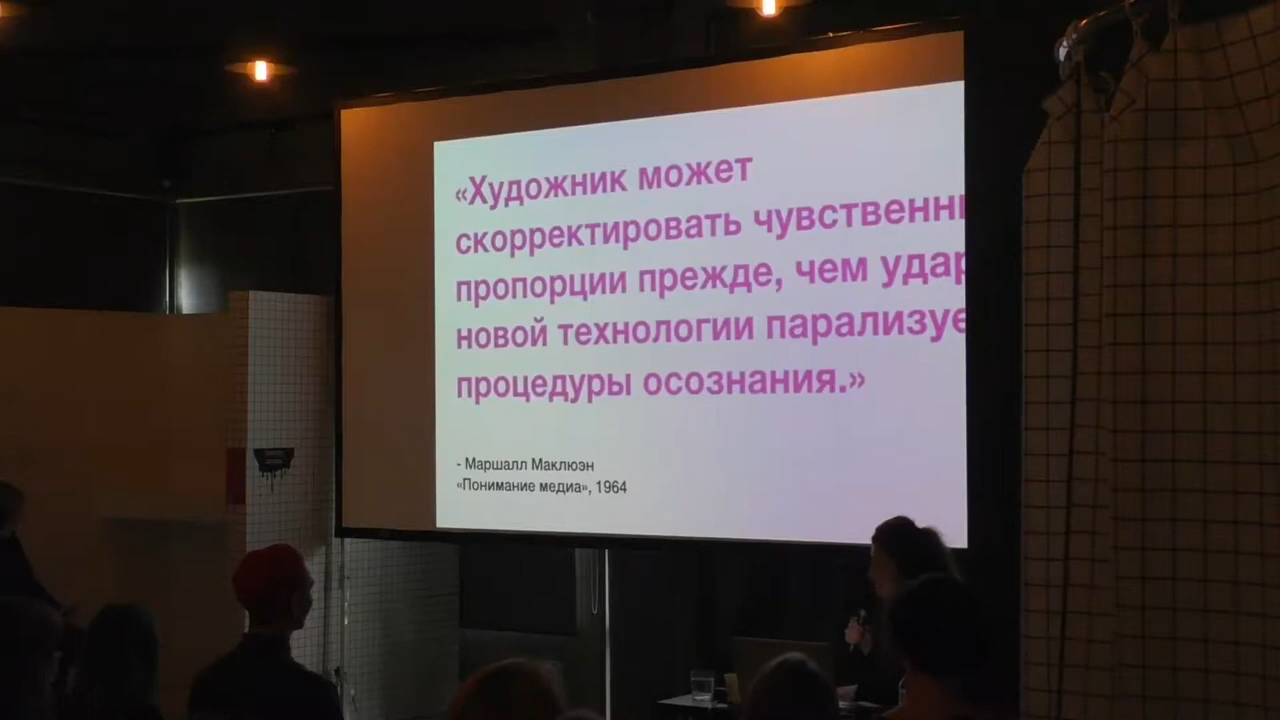 «Художник может
скорректировать чувственн
пропорции прежде, чем удар
новой технологии парализуе
процедуры осознания.»
- Маршалл Маклюэн
«Понимание медиа», 1964